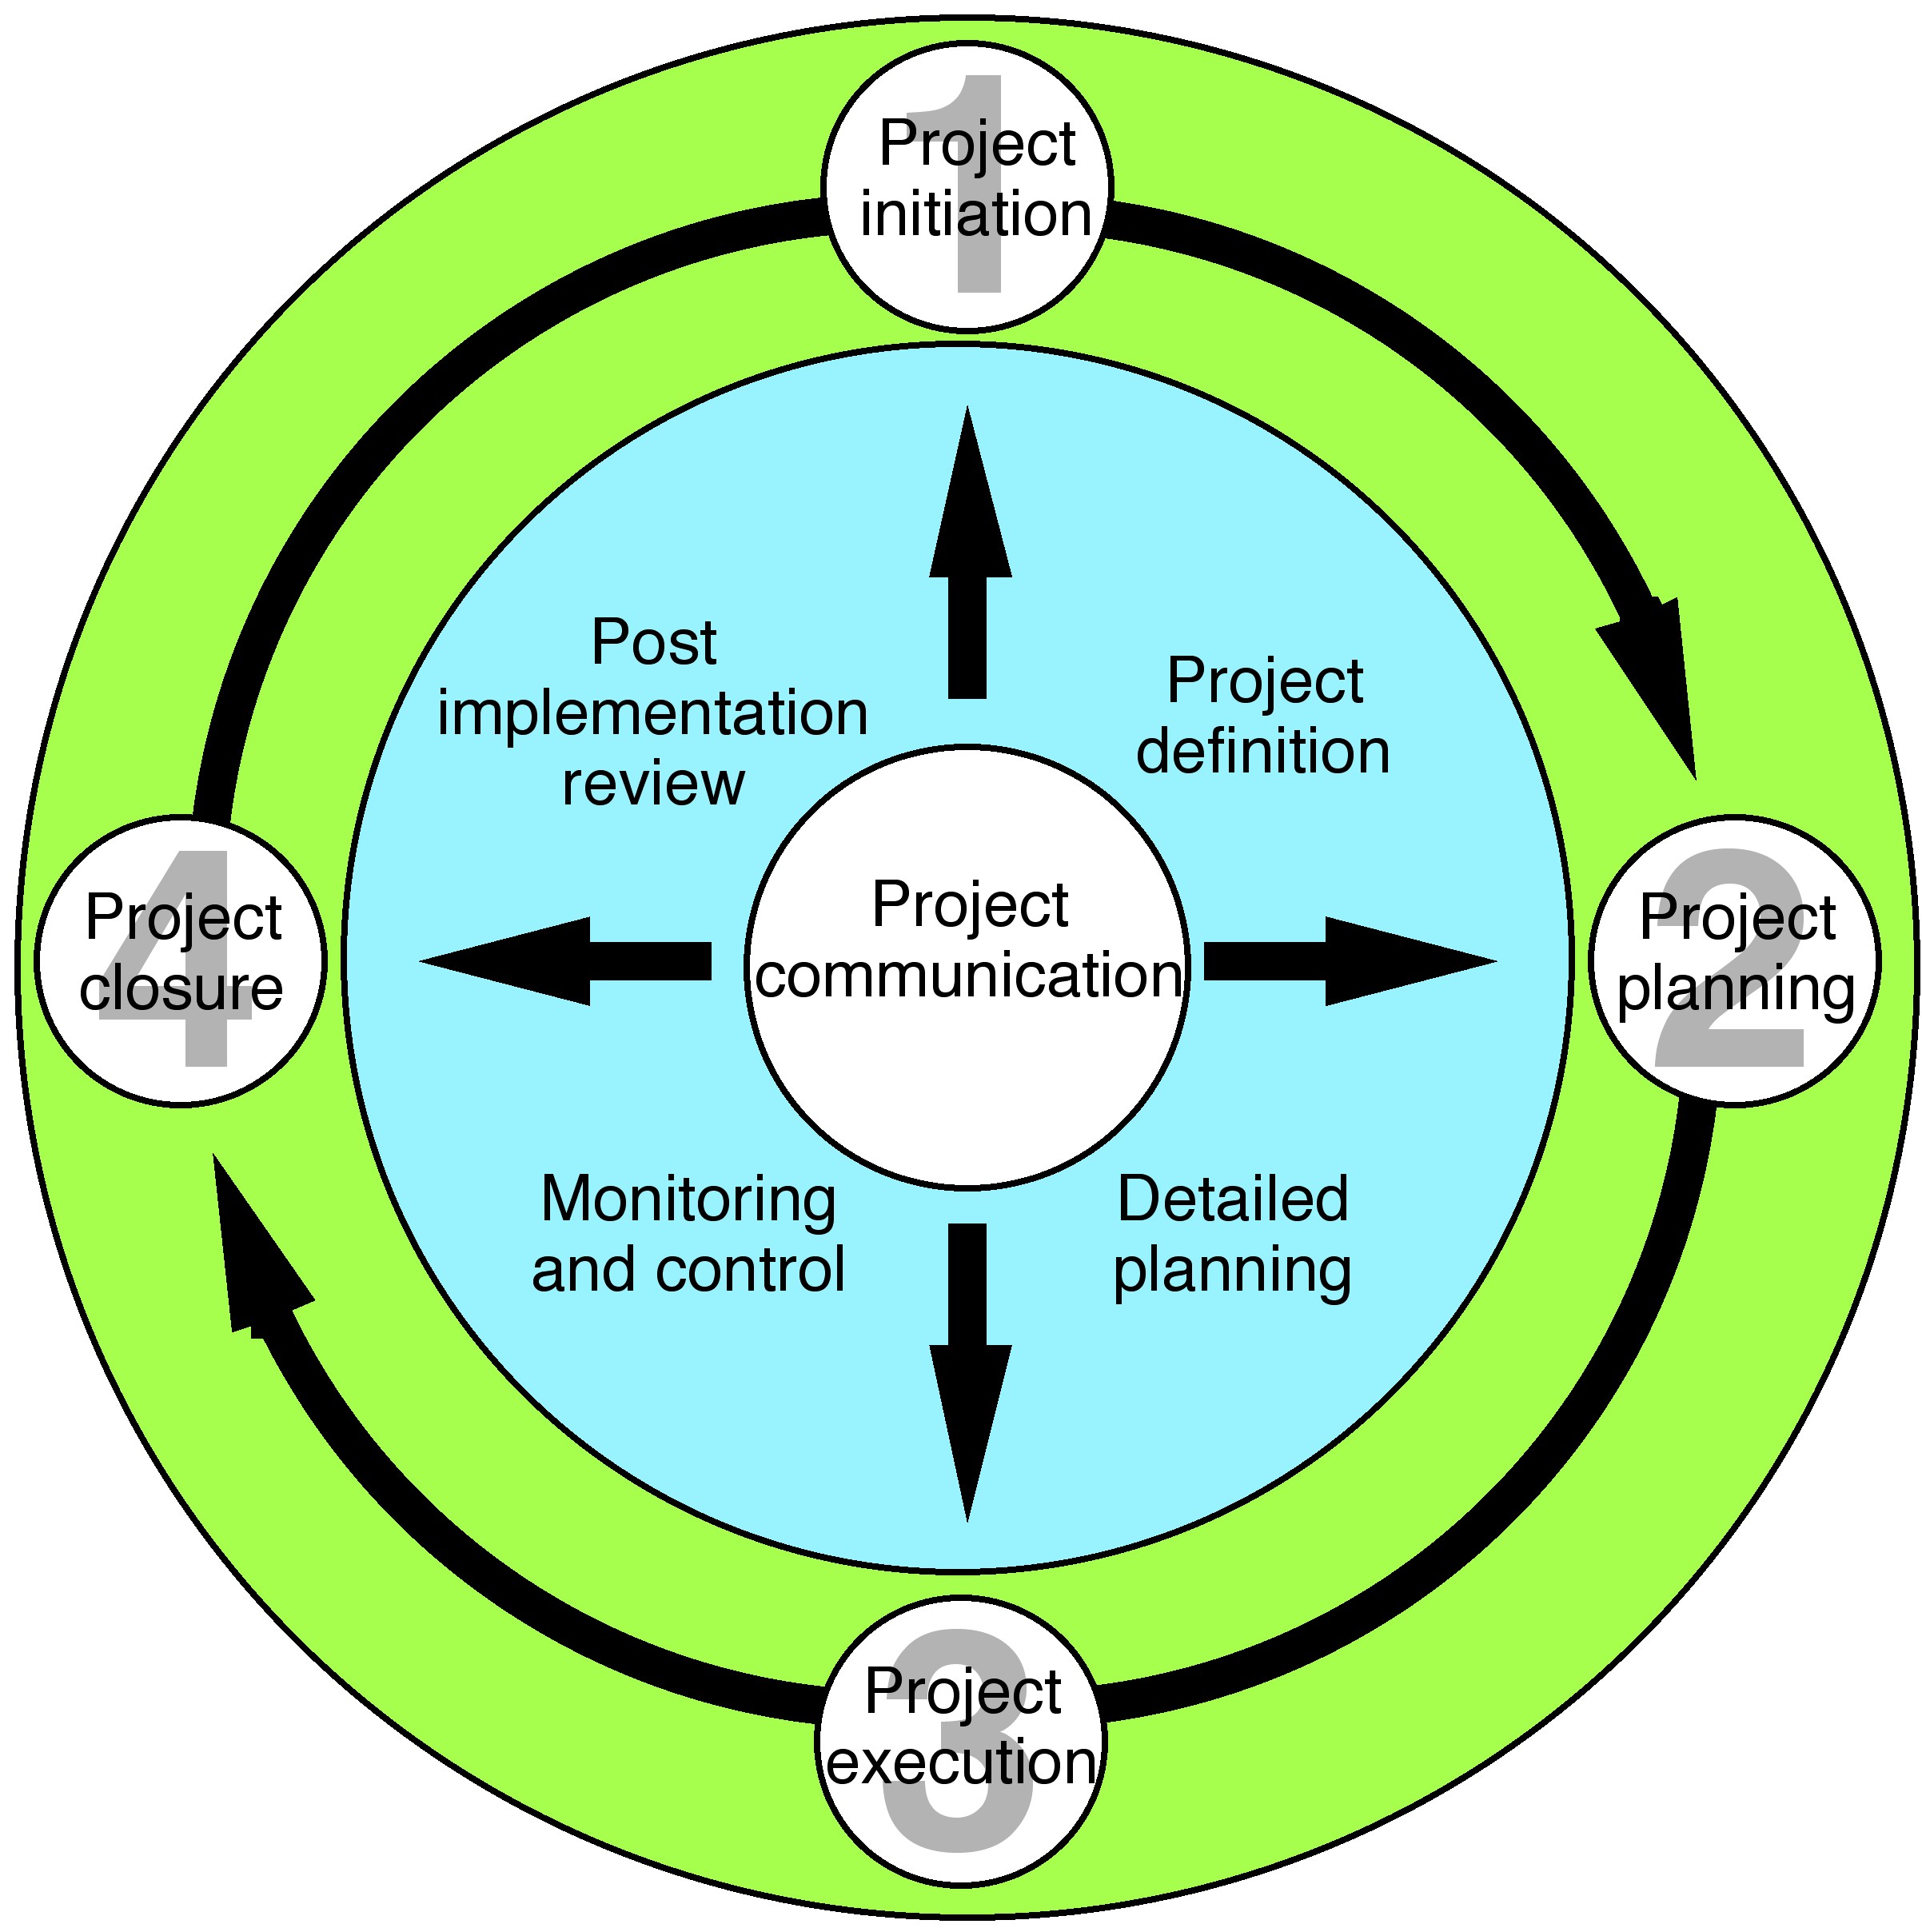 1
Project
initiation
Post
implementation
review
Project
definition
4
Project
closure
Project
communication
2
Project
planning
Monitoring
and control
Detailed
planning
3
Project
execution